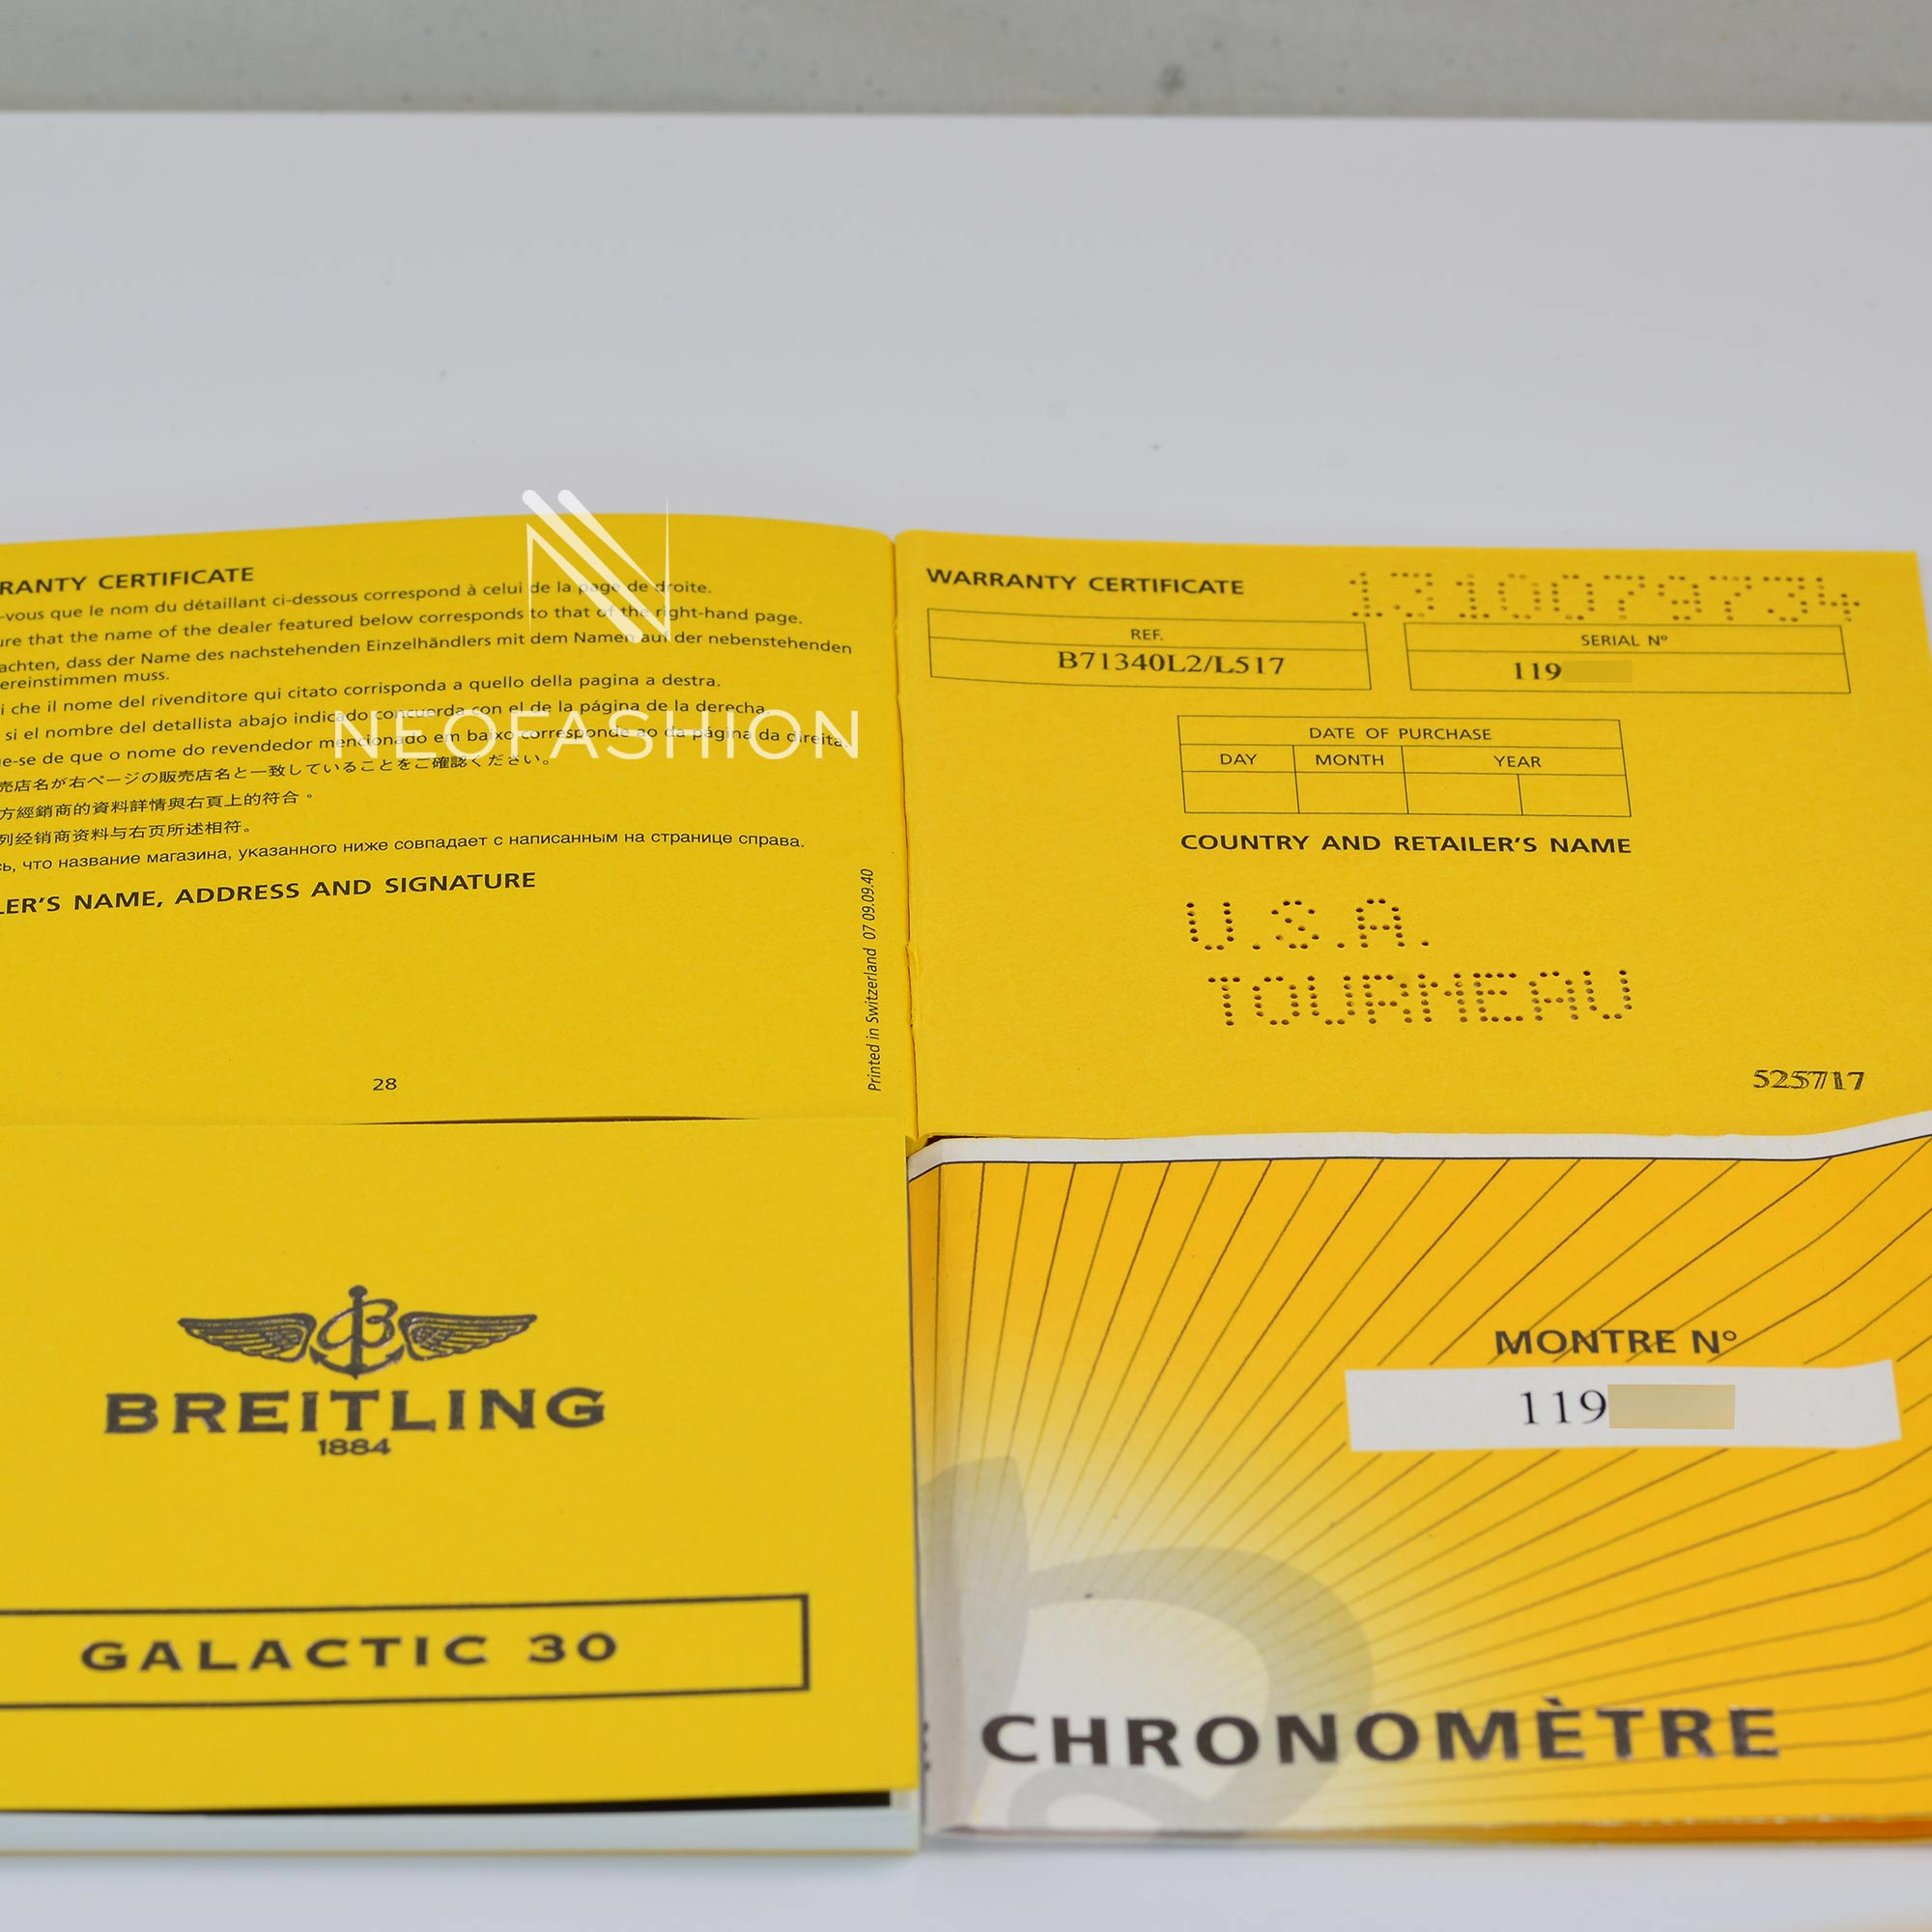 RANTY CERTIFICATE
-vous que le nom du détaillant ci-dessous correspond à celui de la page de droite.
ure that the name of the dealer featured below corresponds to that of the right-hand page.
achten, dass der Name des nachstehenden Einzelhändlers mit dem Namen auf der nebenstehenden
ereinstimmen muss.
i che il nome del rivenditore qui citato corrisponda a quello della pagina a destra.
si el nombre del detallista abajo indicado concuerda con el de la página de la derecha.
e-se de que o nome do revendedor mencionado em baixo corresponde ao da página da direita.
売店名が右ページの販売店名と一致していることをご確認ください。
方經銷商的資料詳情與右頁上的符合。
列经销商资料与右页所述相符。
сь, что название магазина, указанного ниже совпадает с написанным на странице справа.
LER'S NAME, ADDRESS AND SIGNATURE
Printed in Switzerland 07 09.09.40
28
NEOFASHION
WARRANTY CERTIFICATE
1310079734
REF.
B71340L2/L517
SERIAL Nº
119
DATE OF PURCHASE
DAY MONTH YEAR
COUNTRY AND RETAILER'S NAME
U.S.A.
TOURNEAU
525717
BREITLING
1884
GALACTIC 30
MONTRE N°
119
CHRONOMÈTRE